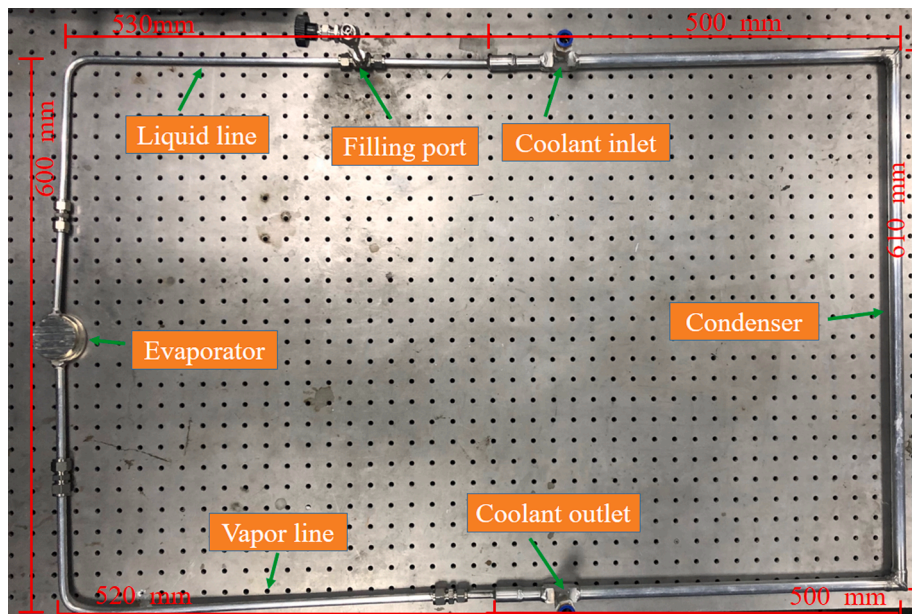 530mm
500 mm
Liquid line
Filling port
Coolant inlet
600 mm
610 mm
Condenser
Evaporator
Coolant outlet
Vapor line
520 mm
500 mm